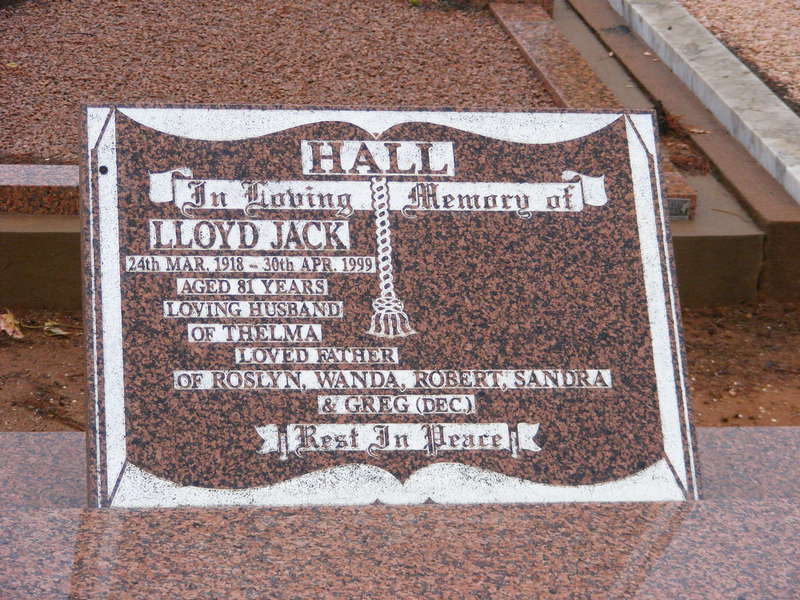 HALL
In Loving Memory of
LLOYD JACK
24th MAR. 1918 - 30th APR. 1999
AGED 81 YEARS
LOVING HUSBAND
OF THELMA
LOVED FATHER
OF ROSLYN, WANDA, ROBERT, SANDRA
& GREG (DEC.)
Rest In Peace